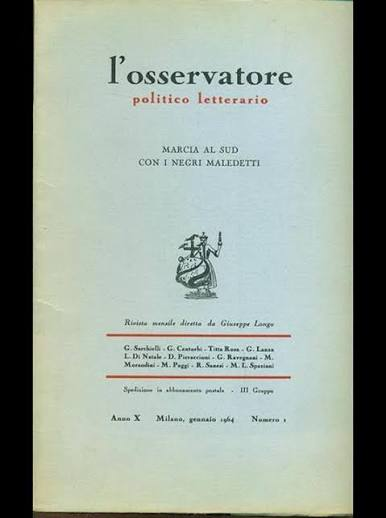 l'osservatore
politico letterario
MARCIA AL SUD
CON I NEGRI MALEDETTI
Rivista mensile diretta da Giuseppe Longo
G. Sarchielli - G. Centorbi - Titta Rosa - G. Lanza
L. Di Natale - D. Pieraccioni - G. Ravegnani - M.
Morandini - M. Poggi - R. Sanesi - M. L. Spaziani
Spedizione in abbonamento postale - III Gruppo
Anno X Milano, gennaio 1964 Numero 1